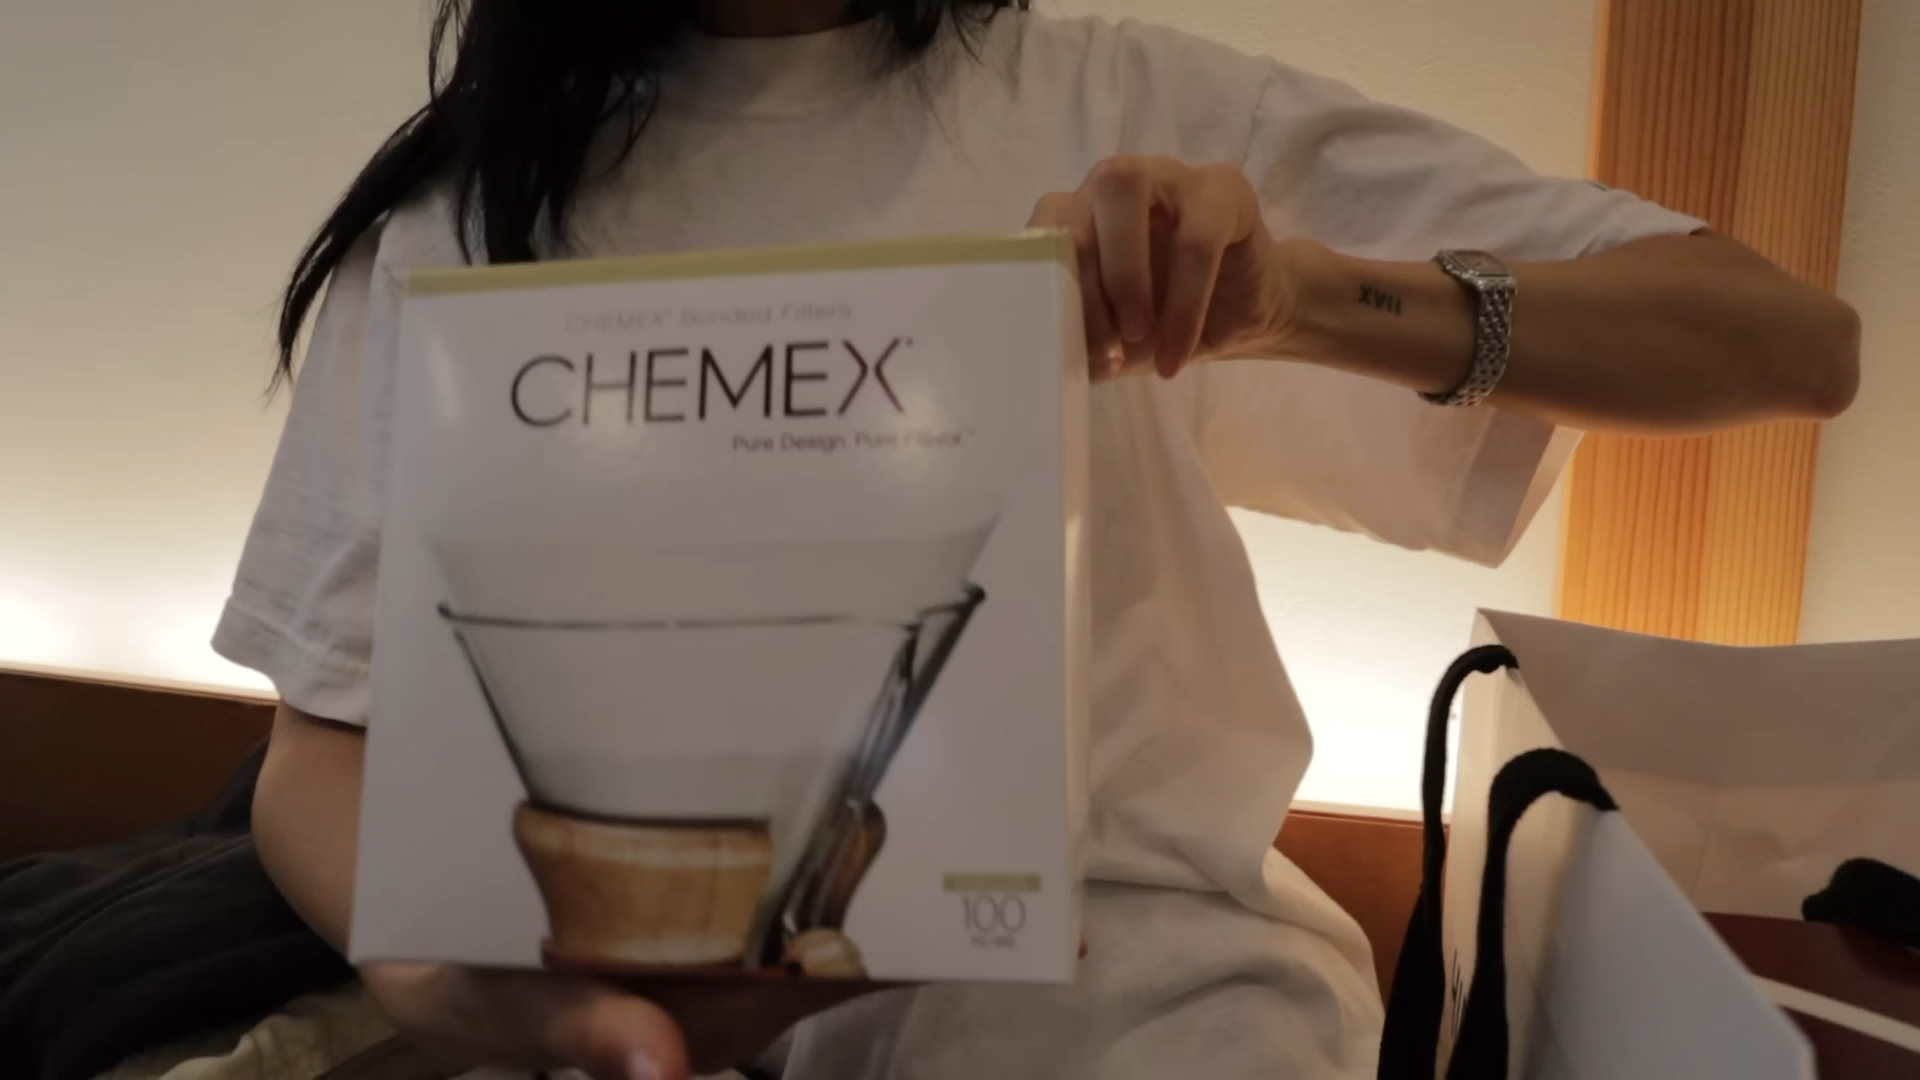 CHEMEX® Bonded Filters
CHEMEX®
Pure Design. Pure Flavor.™
100
XVII